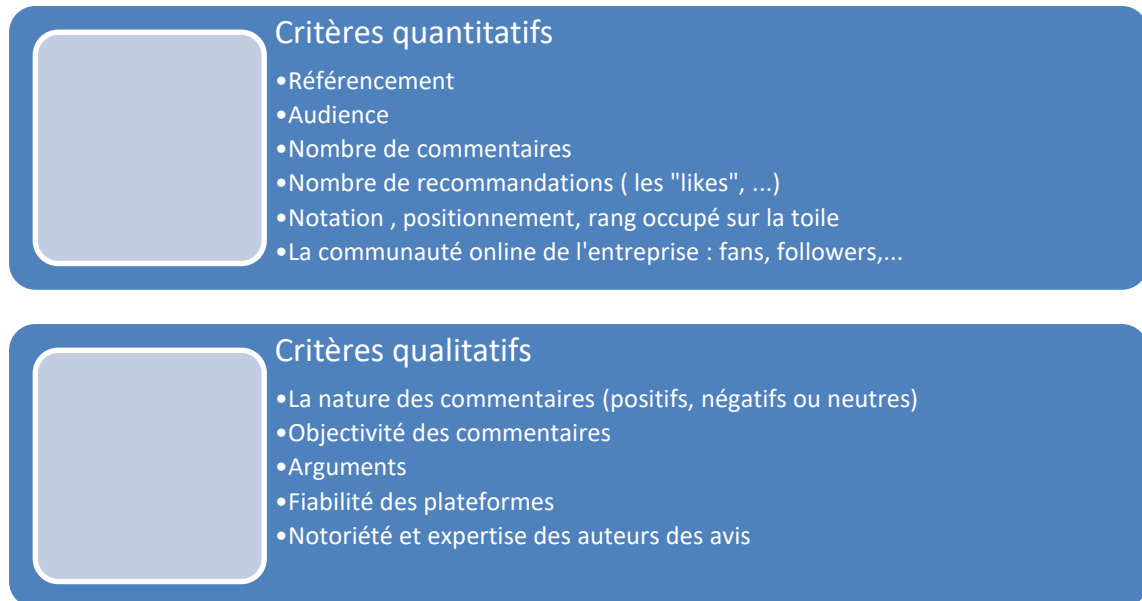 Critères quantitatifs
•Référencement
•Audience
•Nombre de commentaires
•Nombre de recommandations ( les "likes", ...)
•Notation , positionnement, rang occupé sur la toile
•La communauté online de l'entreprise : fans, followers,...
Critères qualitatifs
•La nature des commentaires (positifs, négatifs ou neutres)
•Objectivité des commentaires
•Arguments
•Fiabilité des plateformes
•Notoriété et expertise des auteurs des avis